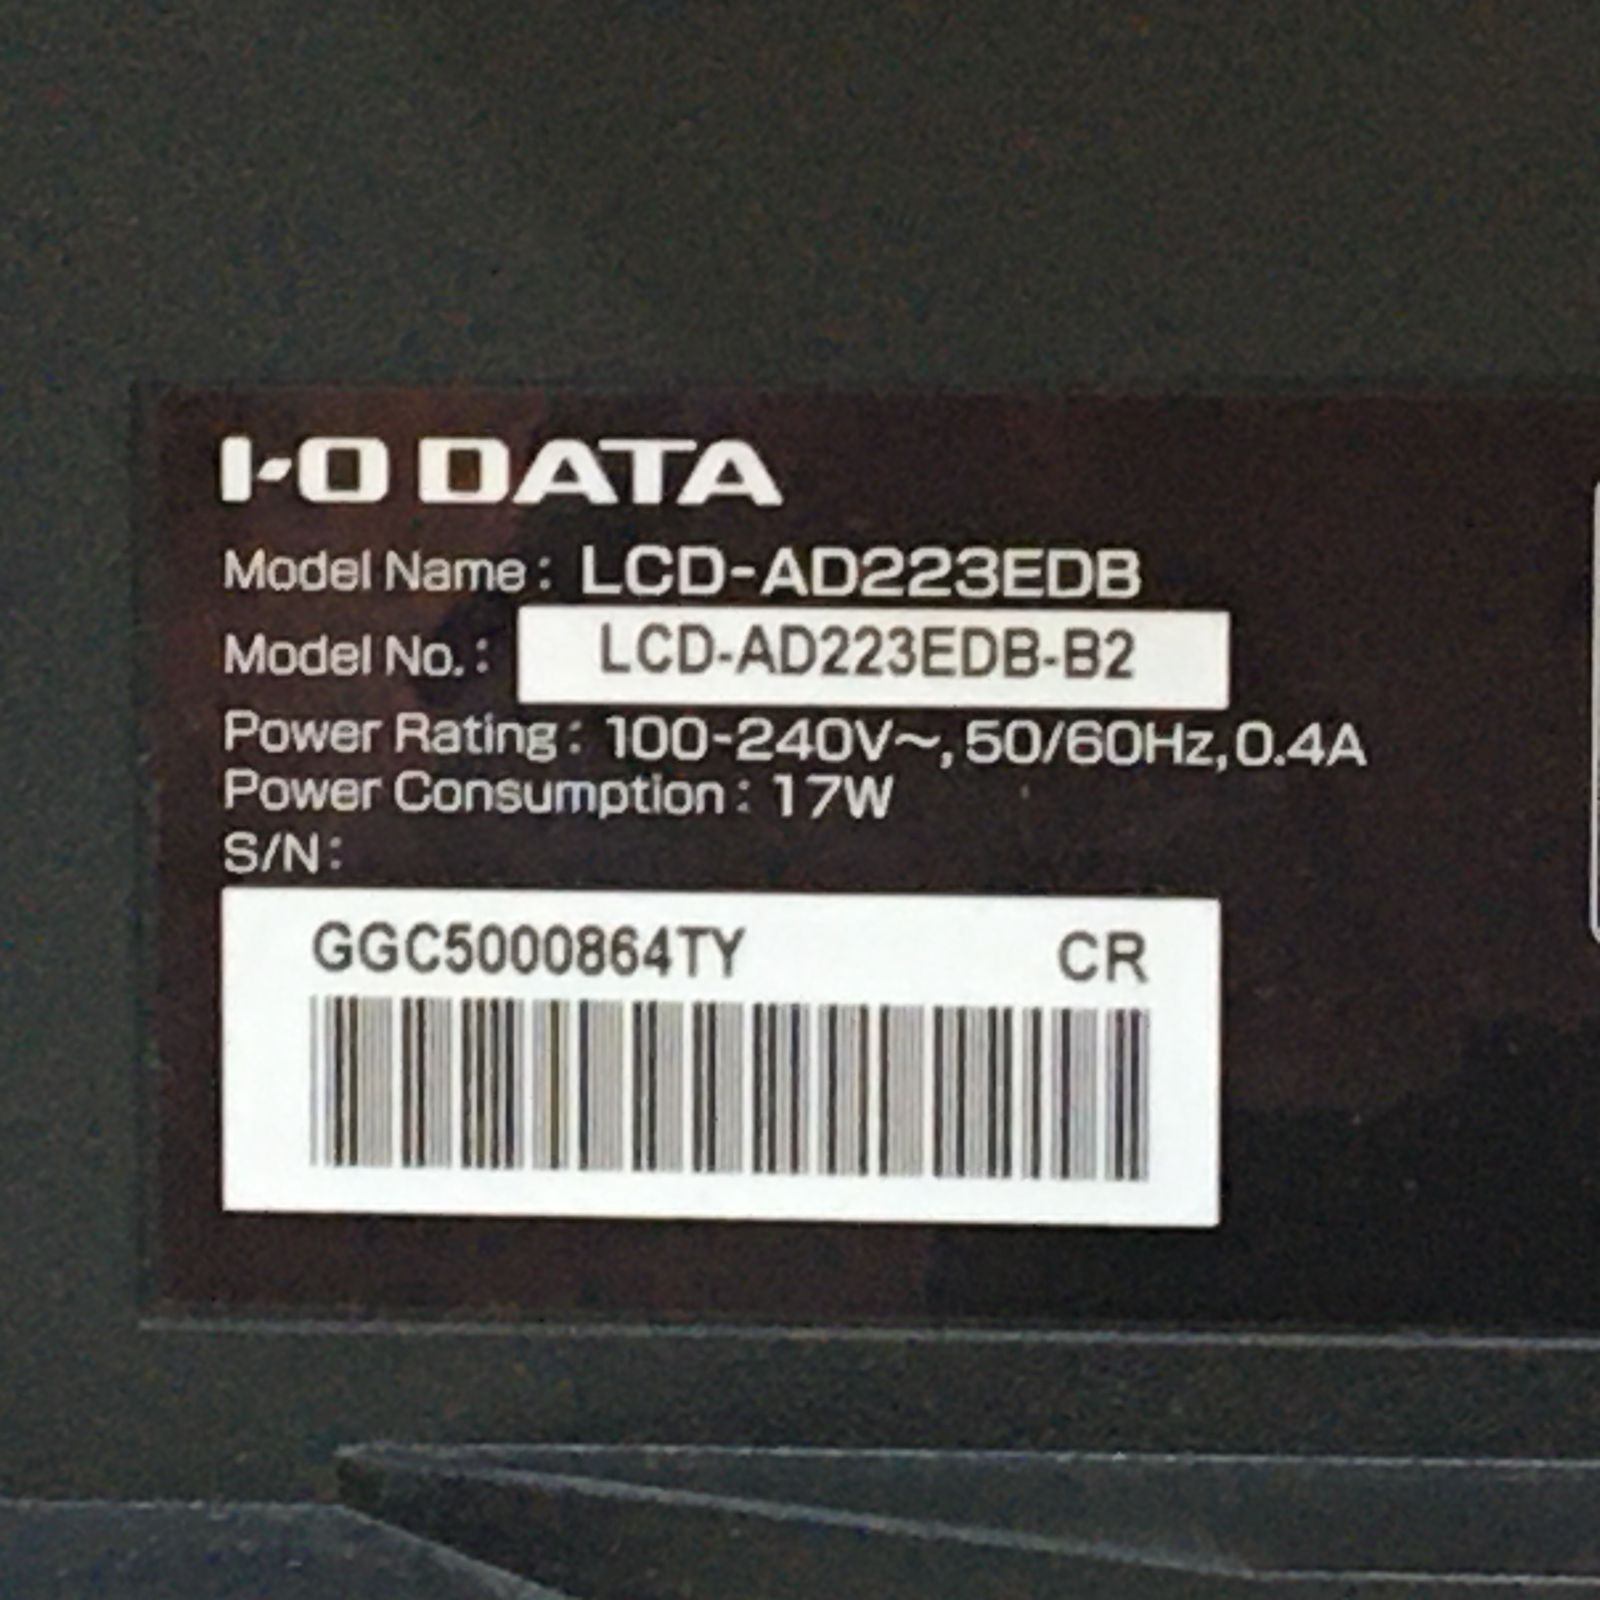 I-O DATA
Model Name: LCD-AD223EDB
Model No.: LCD-AD223EDB-B2
Power Rating: 100-240V~, 50/60Hz, 0.4A
Power Consumption: 17W
S/N:
GGC5000864TY CR